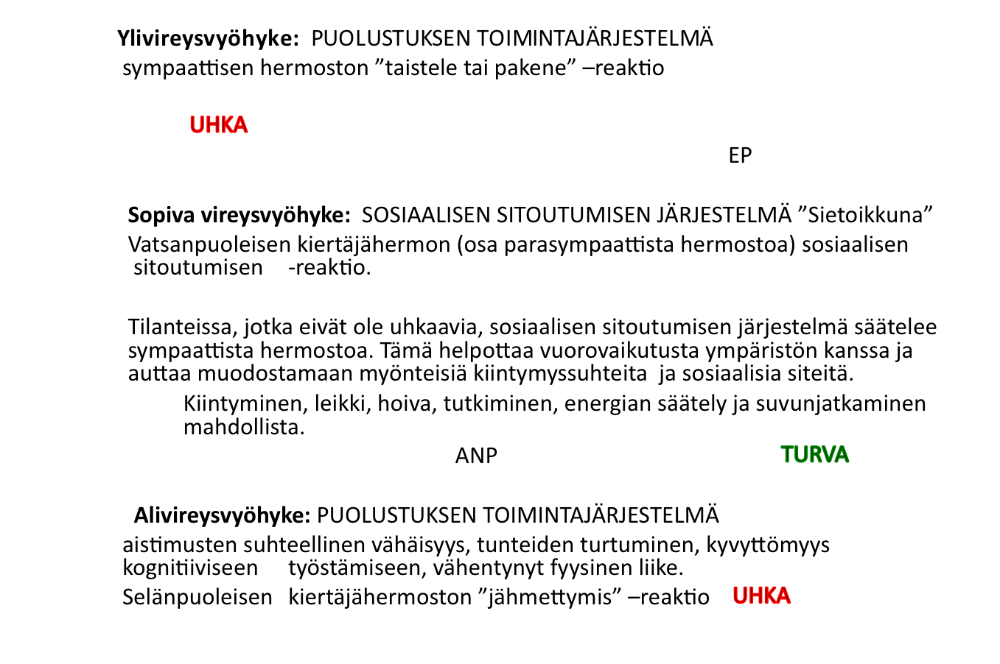 Ylivireysvyöhyke: PUOLUSTUKSEN TOIMINTAJÄRJESTELMÄ
sympaattisen hermoston ”taistele tai pakene” –reaktio
UHKA
EP
Sopiva vireysvyöhyke: SOSIAALISEN SITOUTUMISEN JÄRJESTELMÄ ”Sietoikkuna”
Vatsanpuoleisen kiertäjähermon (osa parasympaattista hermostoa) sosiaalisen
sitoutumisen -reaktio.
Tilanteissa, jotka eivät ole uhkaavia, sosiaalisen sitoutumisen järjestelmä säätelee
sympaattista hermostoa. Tämä helpottaa vuorovaikutusta ympäristön kanssa ja
auttaa muodostamaan myönteisiä kiintymyssuhteita ja sosiaalisia siteitä.
Kiintyminen, leikki, hoiva, tutkiminen, energian säätely ja suvunjatkaminen
mahdollista.
ANP TURVA
Alivireysvyöhyke: PUOLUSTUKSEN TOIMINTAJÄRJESTELMÄ
aistimusten suhteellinen vähäisyys, tunteiden turtuminen, kyvyttömyys
kognitiiviseen työstämiseen, vähentynyt fyysinen liike.
Selänpuoleisen kiertäjähermoston ”jähmettymis” –reaktio UHKA